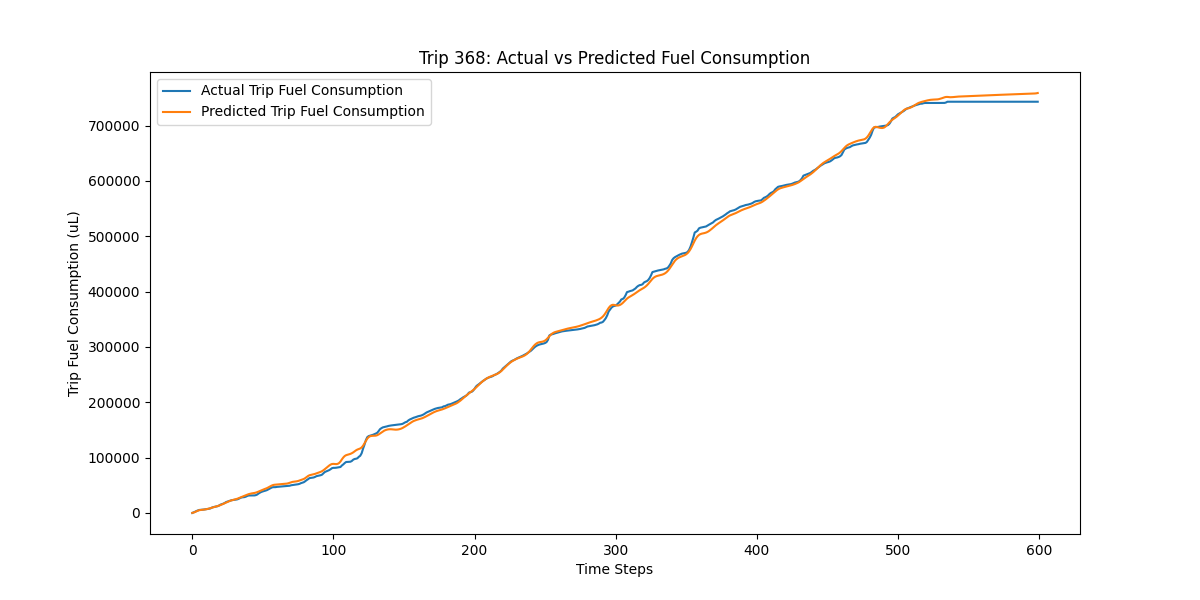 Trip 368: Actual vs Predicted Fuel Consumption
Actual Trip Fuel Consumption
Predicted Trip Fuel Consumption
Trip Fuel Consumption (uL)
700000
600000
500000
400000
300000
200000
100000
0
0 100 200 300 400 500 600
Time Steps